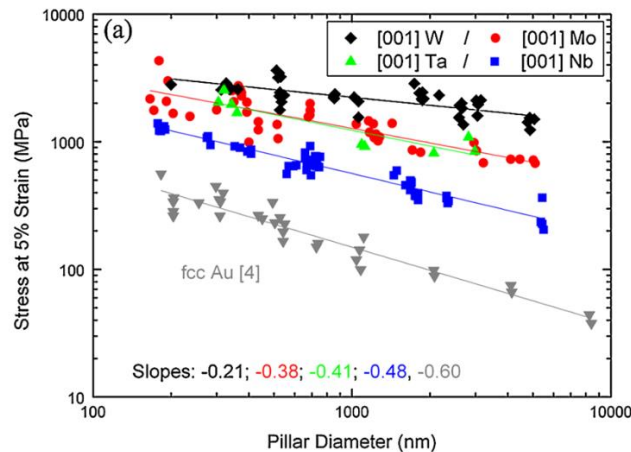 (a)
[001] W / [001] Mo
[001] Ta / [001] Nb
10000
1000
100
10
Stress at 5% Strain (MPa)
fcc Au [4]
Slopes: -0.21; -0.38; -0.41; -0.48, -0.60
100 1000 10000
Pillar Diameter (nm)